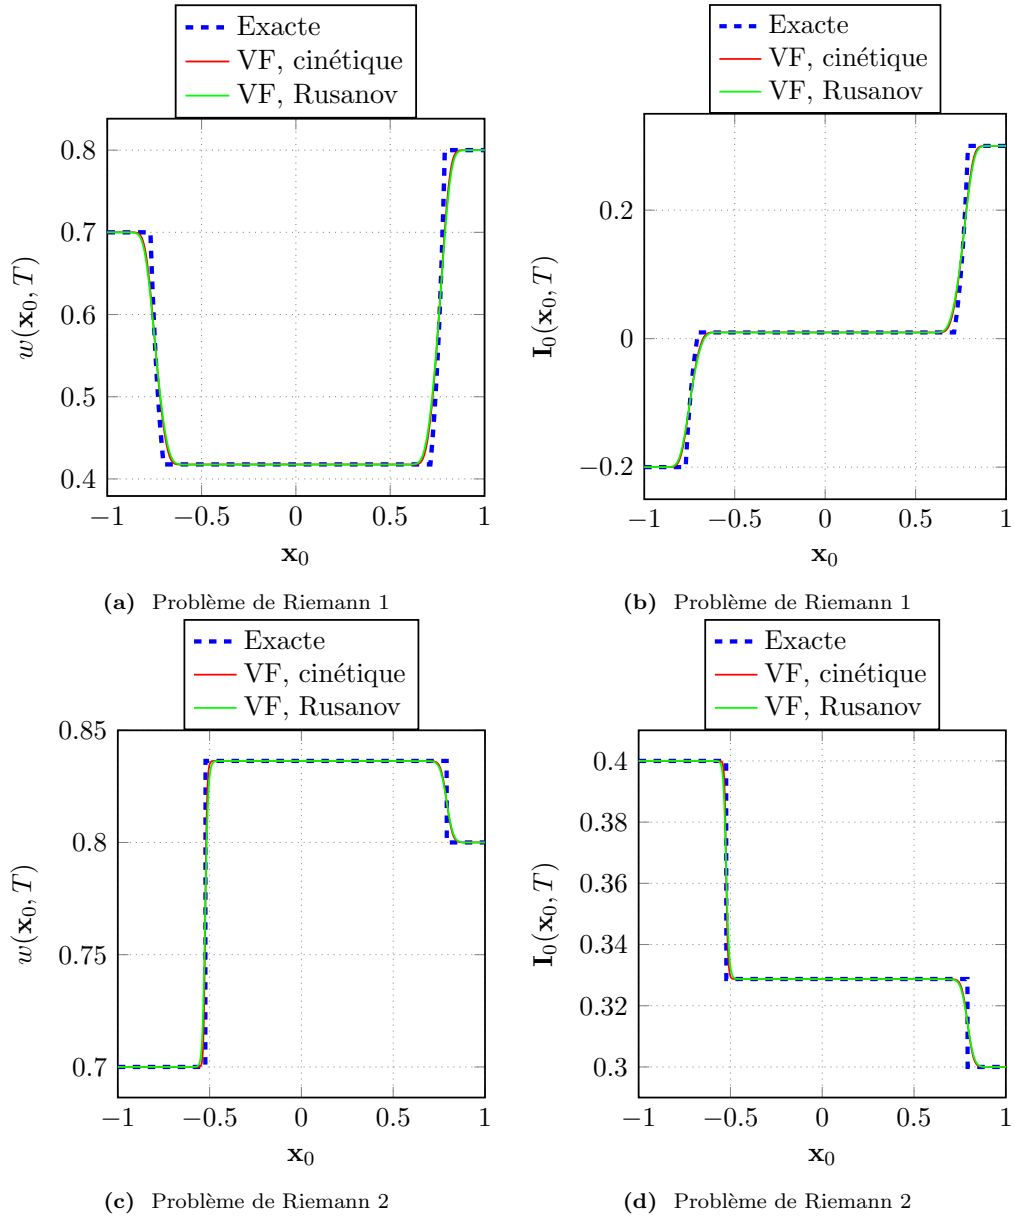 Exacte
VF, cinétique
VF, Rusanov
0.8
0.7
0.6
0.5
0.4
w(x₀, T)
−1
−0.5
0
0.5
1
x₀
(a) Problème de Riemann 1
Exacte
VF, cinétique
VF, Rusanov
0.2
0
−0.2
I₀(x₀, T)
−1
−0.5
0
0.5
1
x₀
(b) Problème de Riemann 1
Exacte
VF, cinétique
VF, Rusanov
0.85
0.8
0.75
0.7
w(x₀, T)
−1
−0.5
0
0.5
1
x₀
(c) Problème de Riemann 2
Exacte
VF, cinétique
VF, Rusanov
0.4
0.38
0.36
0.34
0.32
0.3
I₀(x₀, T)
−1
−0.5
0
0.5
1
x₀
(d) Problème de Riemann 2